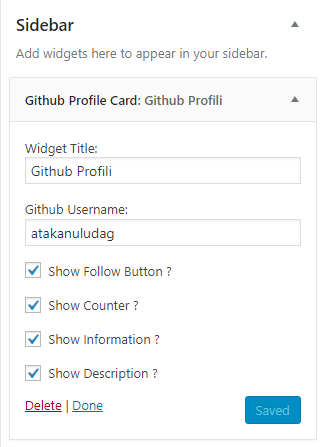 Sidebar
Add widgets here to appear in your sidebar.
Github Profile Card: Github Profili
Widget Title:
Github Profili
Github Username:
atakanuludag
Show Follow Button ?
Show Counter ?
Show Information ?
Show Description ?
Delete | Done
Saved